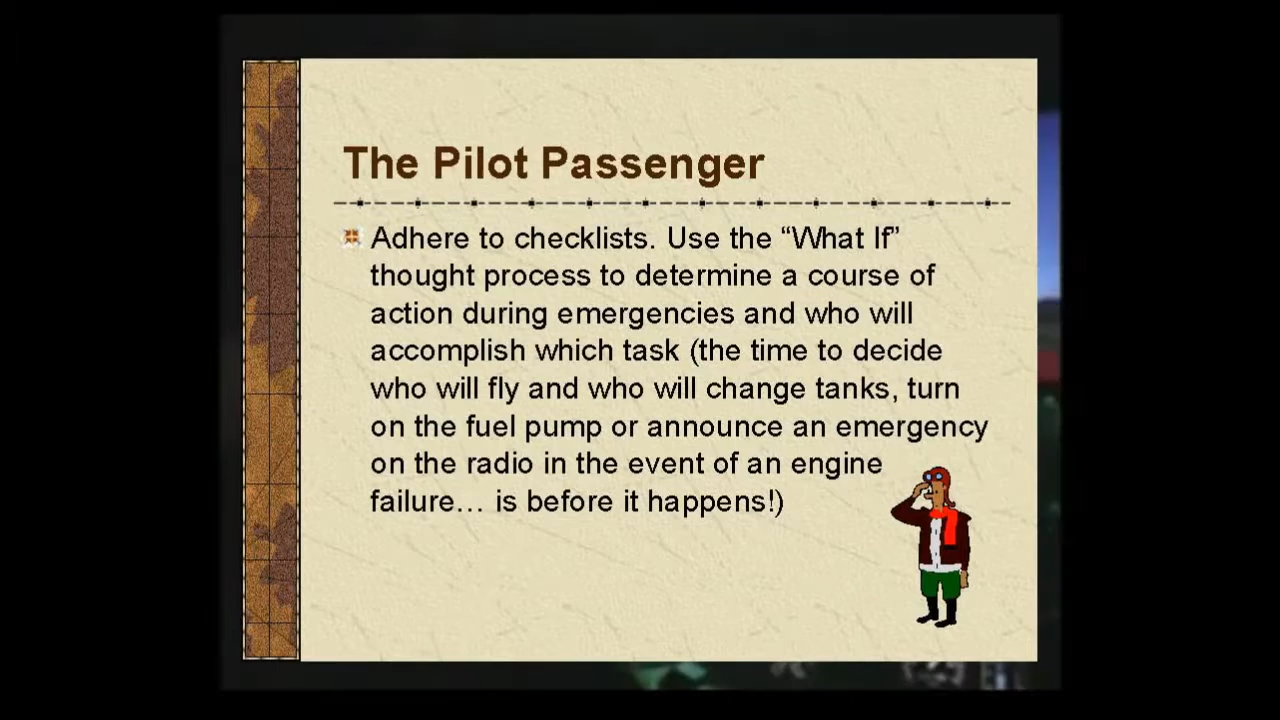 The Pilot Passenger
Adhere to checklists. Use the “What If”
thought process to determine a course of
action during emergencies and who will
accomplish which task (the time to decide
who will fly and who will change tanks, turn
on the fuel pump or announce an emergency
on the radio in the event of an engine
failure… is before it happens!)